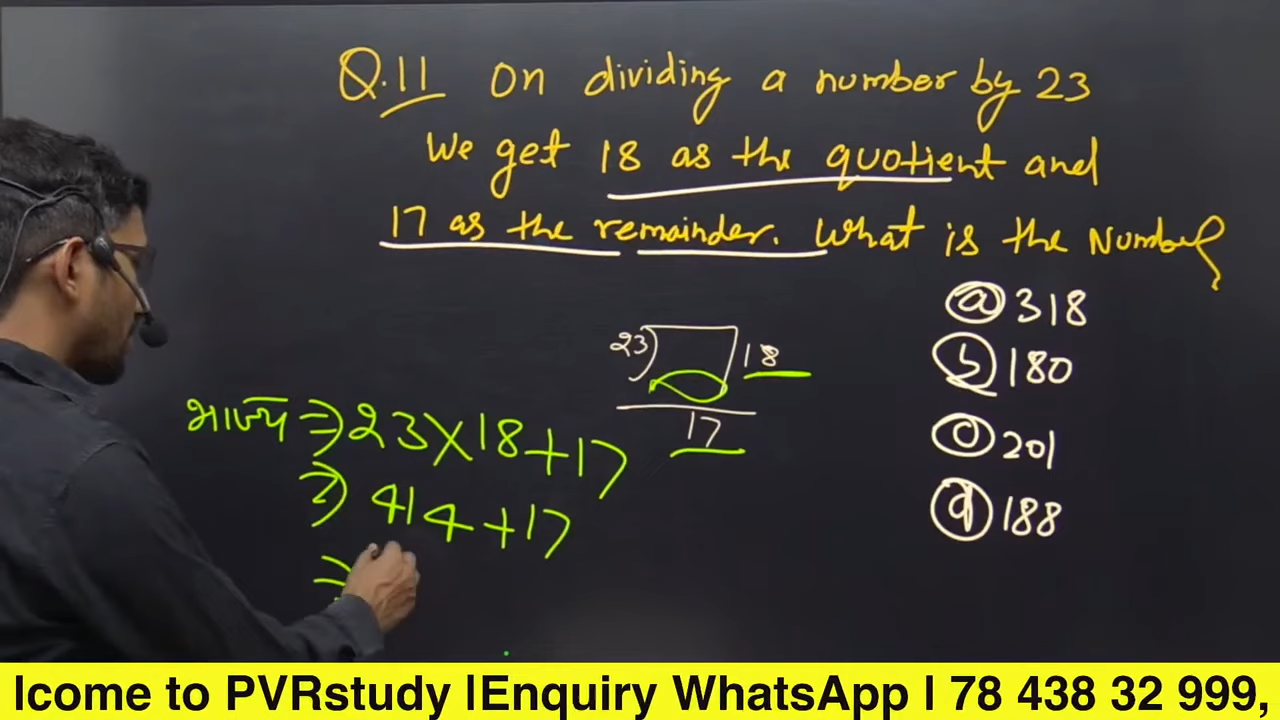 Q.11 On dividing a number by 23
We get 18 as the quotient and
17 as the remainder. What is the Number
ⓐ 318
ⓑ 180
ⓒ 201
ⓓ 188
23) 18
17
भाज्य ⇒ 23 × 18 + 17
⇒ 414 + 17
⇒
lcome to PVRstudy |Enquiry WhatsApp | 78 438 32 999,